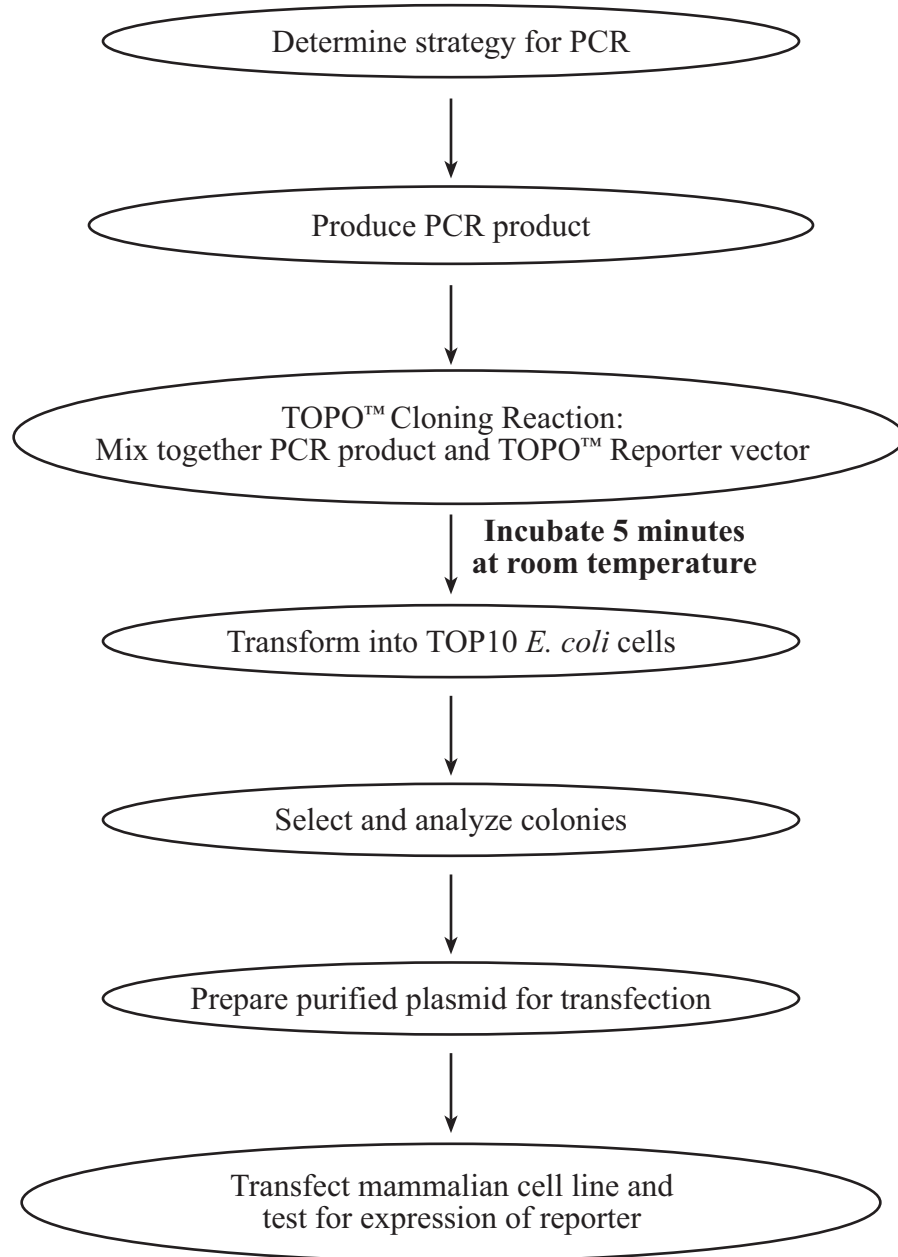 Determine strategy for PCR
Produce PCR product
TOPO™ Cloning Reaction:
Mix together PCR product and TOPO™ Reporter vector
Incubate 5 minutes
at room temperature
Transform into TOP10 E. coli cells
Select and analyze colonies
Prepare purified plasmid for transfection
Transfect mammalian cell line and
test for expression of reporter